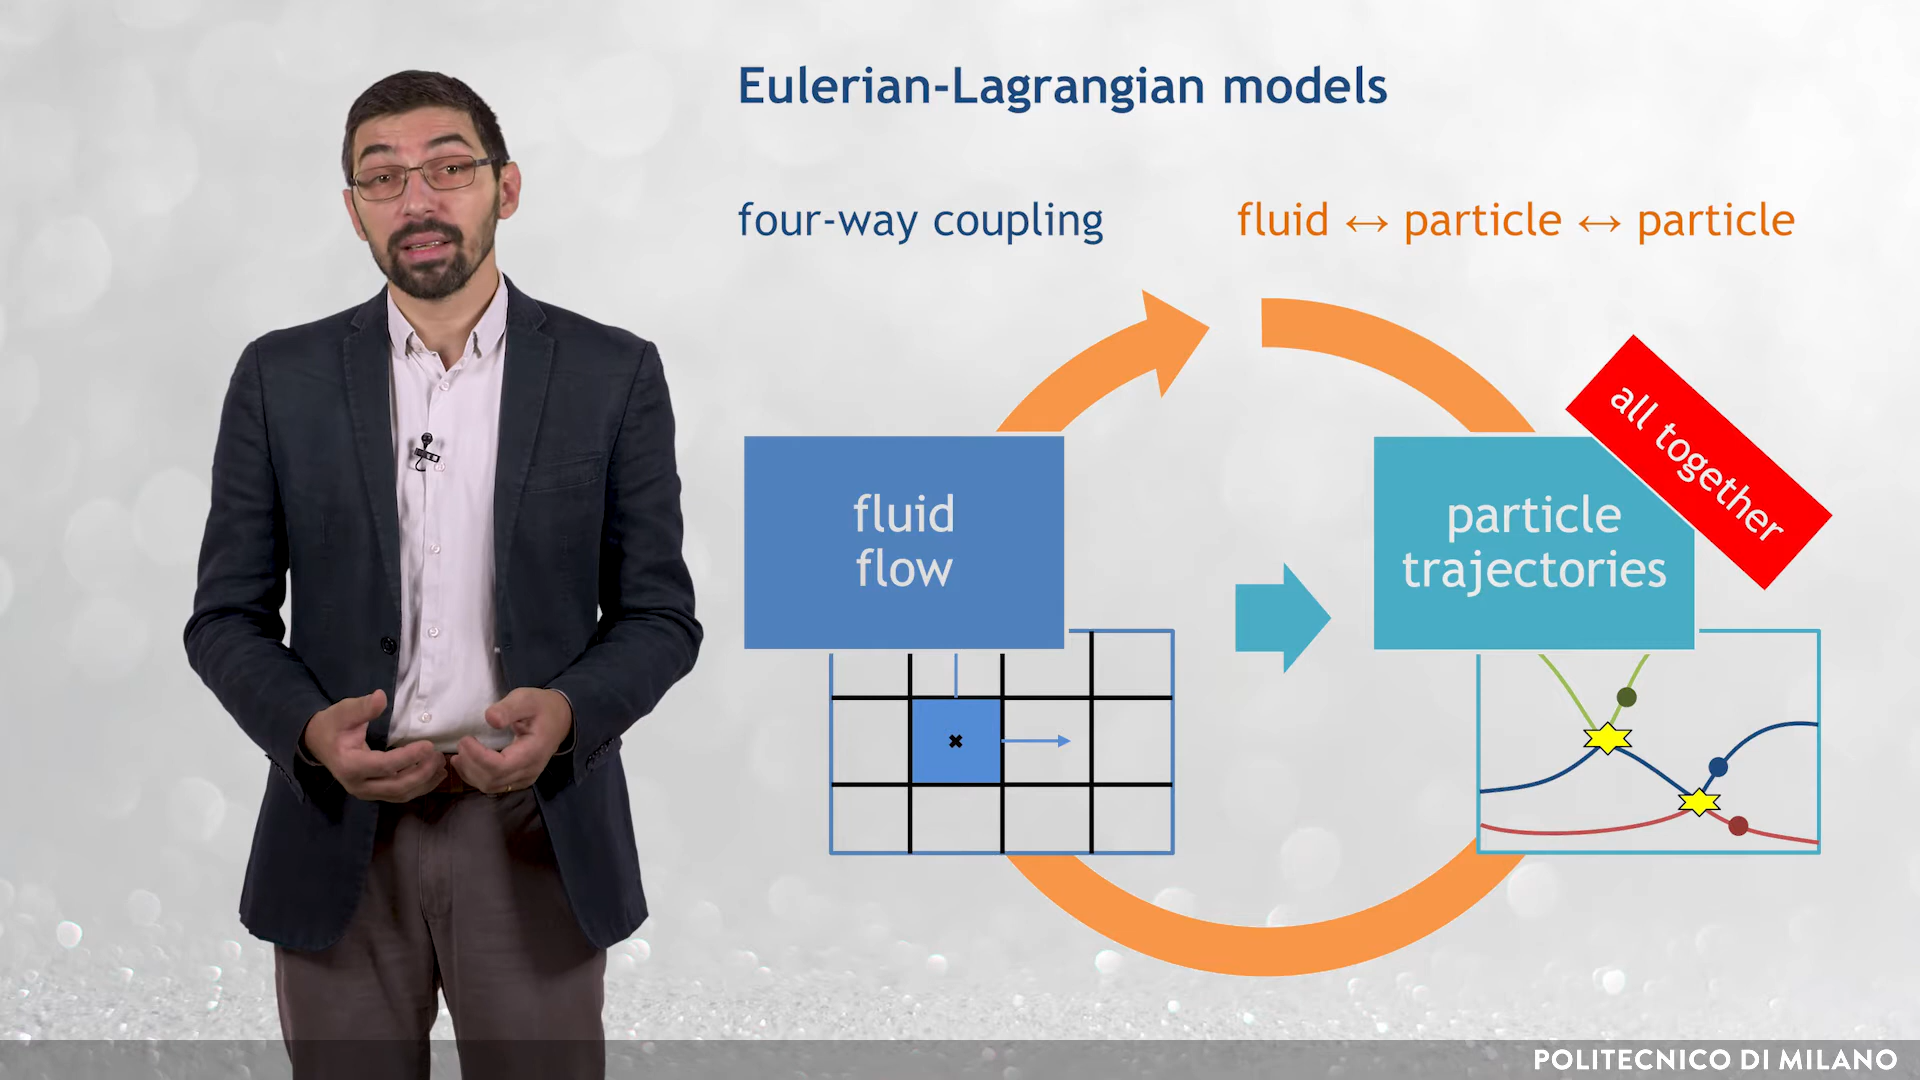 Eulerian-Lagrangian models
four-way coupling
fluid ↔ particle ↔ particle
fluid
flow
particle
trajectories
all together
POLITECNICO DI MILANO